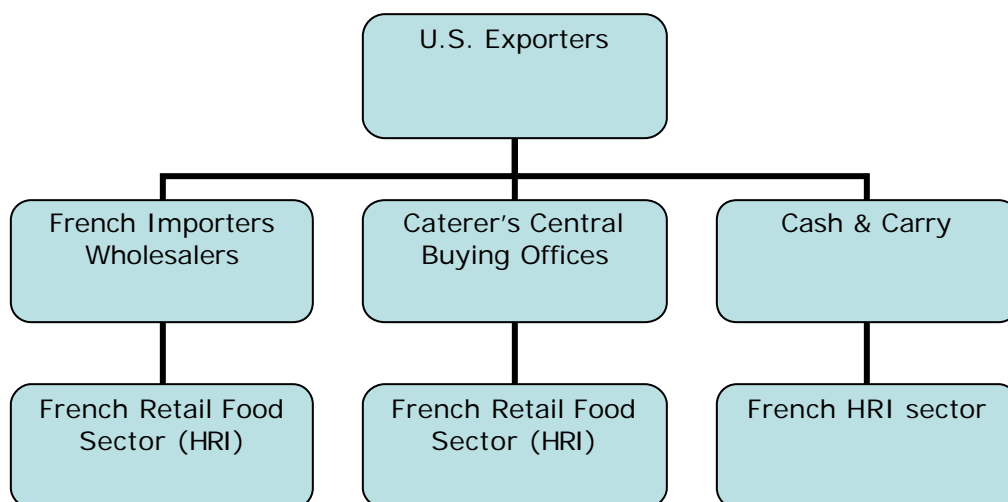 U.S. Exporters
French Importers
Wholesalers
Caterer's Central
Buying Offices
Cash & Carry
French Retail Food
Sector (HRI)
French Retail Food
Sector (HRI)
French HRI sector